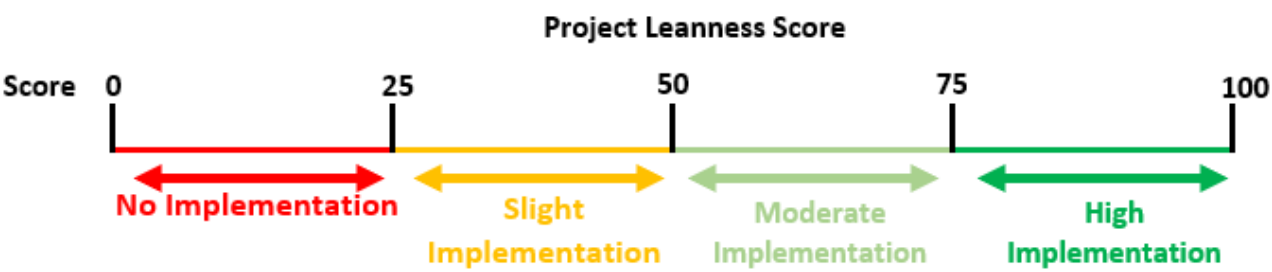 Project Leanness Score
Score 0 25 50 75 100
No Implementation
Slight
Implementation
Moderate
Implementation
High
Implementation